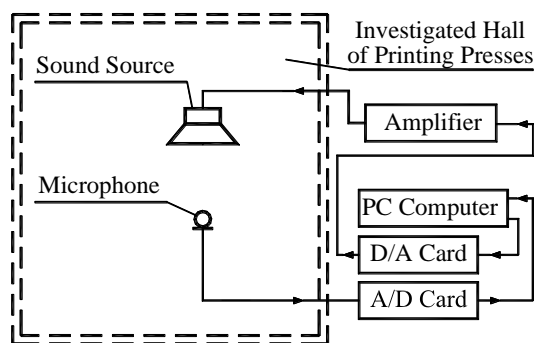 Investigated Hall
of Printing Presses
Sound Source
Amplifier
Microphone
PC Computer
D/A Card
A/D Card